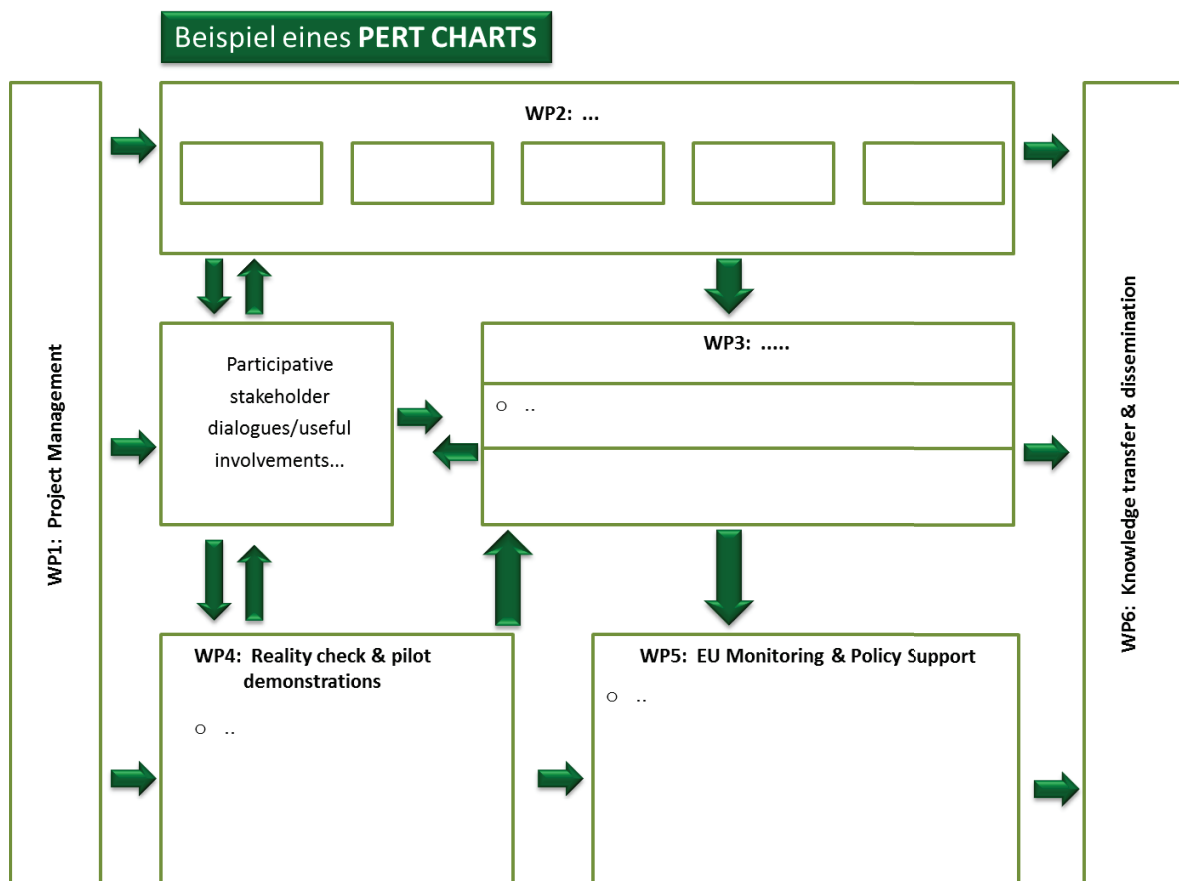 Beispiel eines PERT CHARTS
WP1: Project Management
WP2: ...
Participative
stakeholder
dialogues/useful
involvements...
WP3: .....
o ..
WP4: Reality check & pilot
demonstrations
o ..
WP5: EU Monitoring & Policy Support
o ..
WP6: Knowledge transfer & dissemination